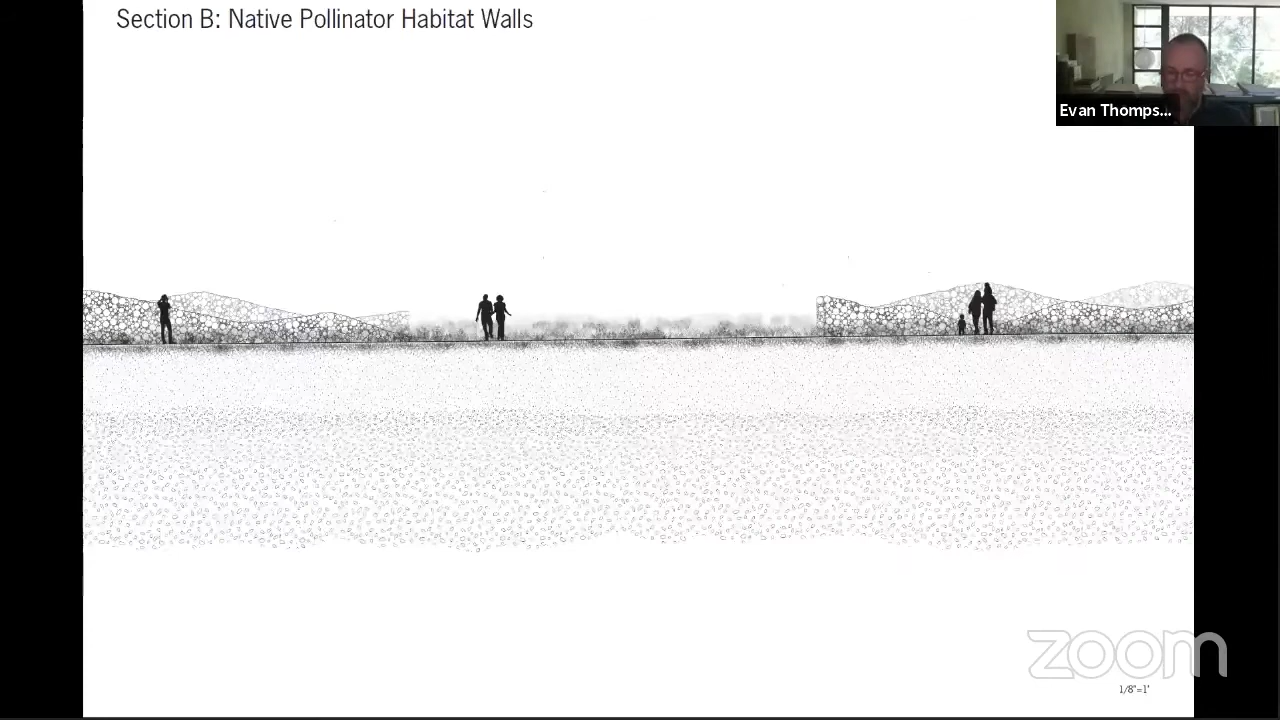 Section B: Native Pollinator Habitat Walls
Evan Thomps...
zoom
1/8"=1'